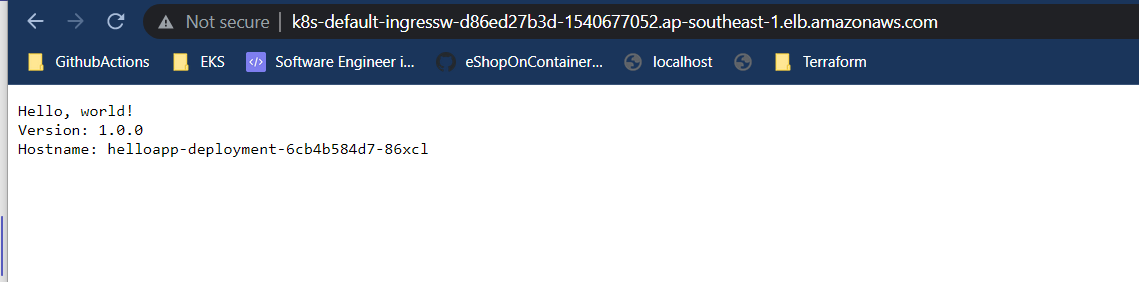 Not secure k8s-default-ingressw-d86ed27b3d-1540677052.ap-southeast-1.elb.amazonaws.com
GithubActions EKS Software Engineer i... eShopOnContainer... localhost Terraform
Hello, world!
Version: 1.0.0
Hostname: helloapp-deployment-6cb4b584d7-86xcl